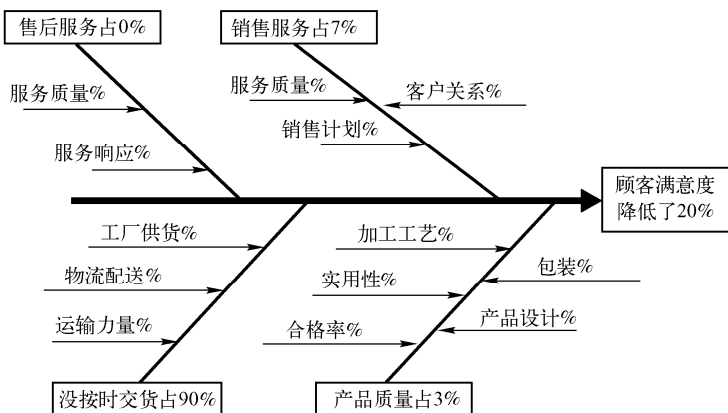 售后服务占0%
销售服务占7%
服务质量%
服务质量%
客户关系%
销售计划%
服务响应%
顾客满意度
降低了20%
工厂供货%
加工工艺%
物流配送%
实用性%
包装%
运输力量%
合格率%
产品设计%
没按时交货占90%
产品质量占3%